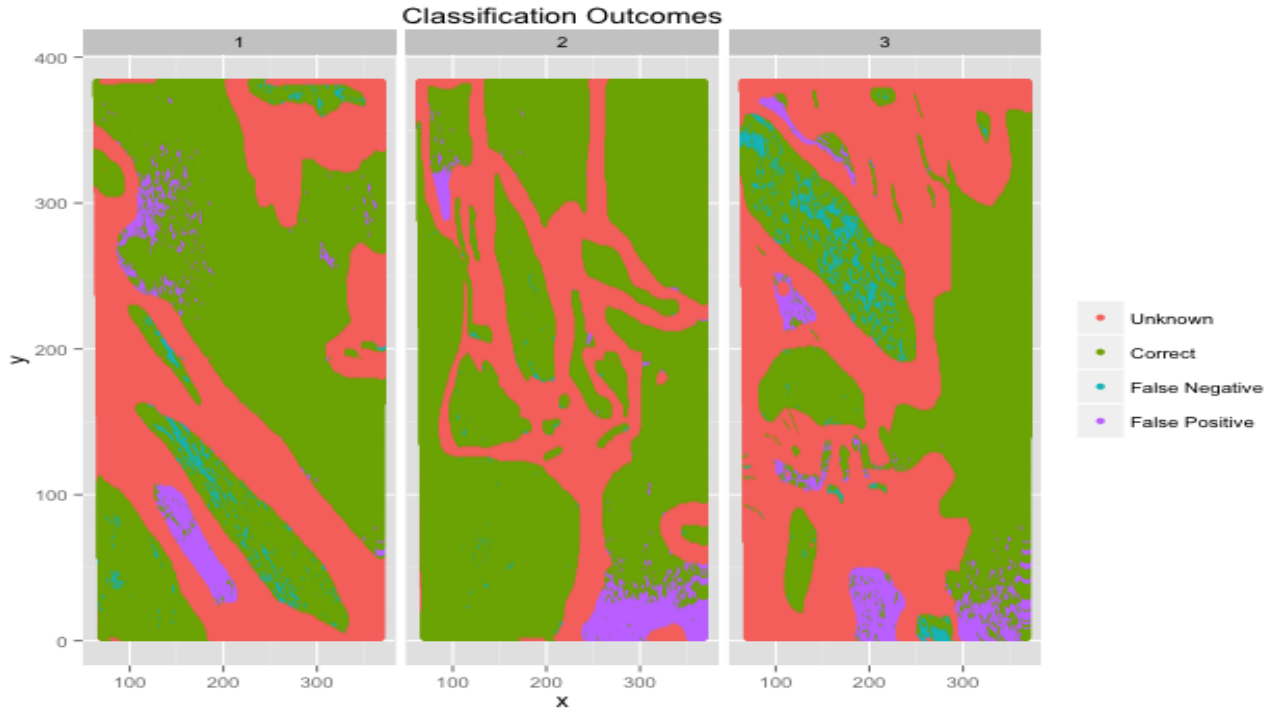 Classification Outcomes
1 2 3
400
300
200
100
0
y
100 200 300 100 200 300 100 200 300
x
Unknown
Correct
False Negative
False Positive